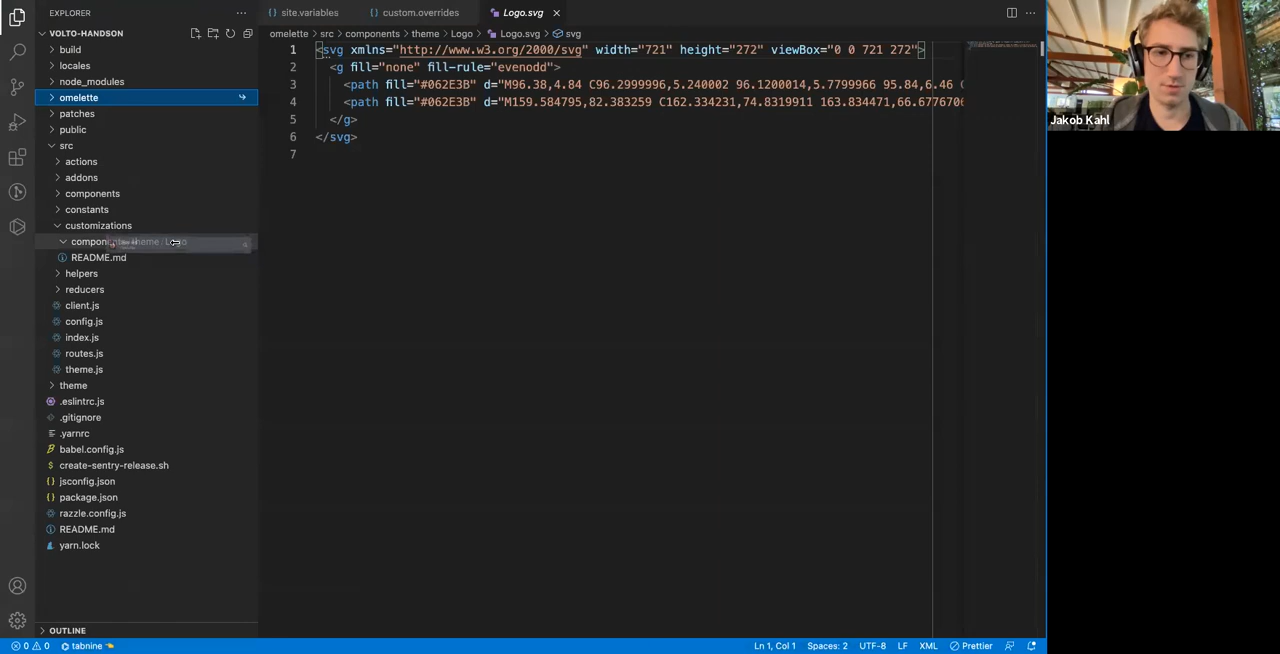 EXPLORER
VOLTO-HANDSON
build
locales
node_modules
omelette
patches
public
src
actions
addons
components
constants
customizations
theme / Logo
README.md
helpers
reducers
client.js
config.js
index.js
routes.js
theme.js
theme
.eslintrc.js
.gitignore
.yarnrc
babel.config.js
create-sentry-release.sh
jsconfig.json
package.json
razzle.config.js
README.md
yarn.lock
OUTLINE
site.variables
custom.overrides
Logo.svg
omelette > src > components > theme > Logo > Logo.svg > svg
1 <svg xmlns="http://www.w3.org/2000/svg" width="721" height="272" viewBox="0 0 721 272">
2 <g fill="none" fill-rule="evenodd">
3 <path fill="#062E3B" d="M96.38,4.84 C96.2999996,5.240002 96.1200014,5.7799966 95.84,6.46 C
4 <path fill="#062E3B" d="M159.584795,82.383259 C162.334231,74.8319911 163.834471,66.6776706
5 </g>
6 </svg>
7
Jakob Kahl
0 0 tabnine
Ln 1, Col 1 Spaces: 2 UTF-8 LF XML Prettier